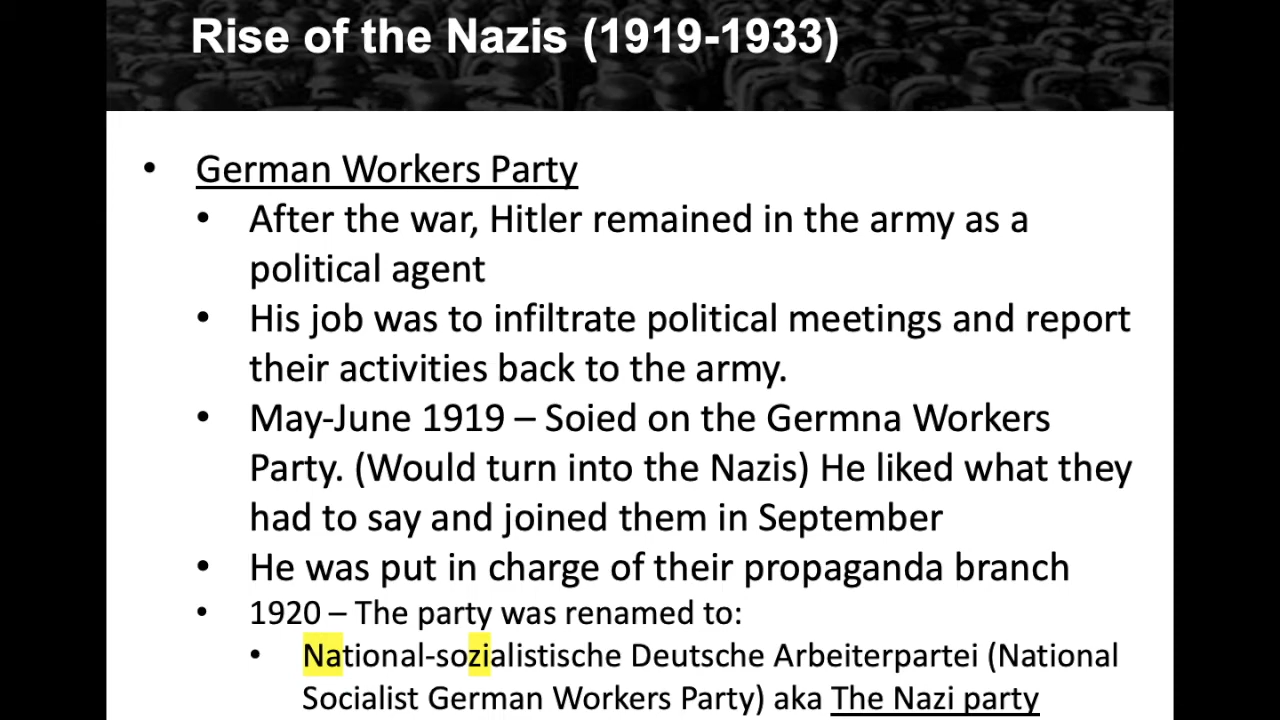 Rise of the Nazis (1919-1933)
• German Workers Party
• After the war, Hitler remained in the army as a
political agent
• His job was to infiltrate political meetings and report
their activities back to the army.
• May-June 1919 – Soied on the Germna Workers
Party. (Would turn into the Nazis) He liked what they
had to say and joined them in September
• He was put in charge of their propaganda branch
• 1920 – The party was renamed to:
• National-sozialistische Deutsche Arbeiterpartei (National
Socialist German Workers Party) aka The Nazi party